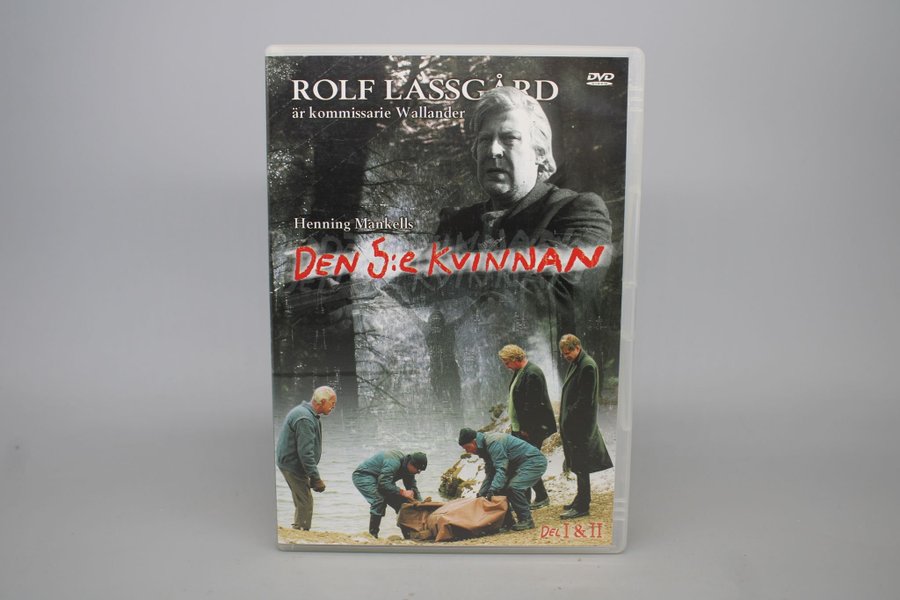 ROLF LASSGÅRD
är kommissarie Wallander
DVD
Henning Mankells
DEN 5:e KVINNAN
DEL I & II